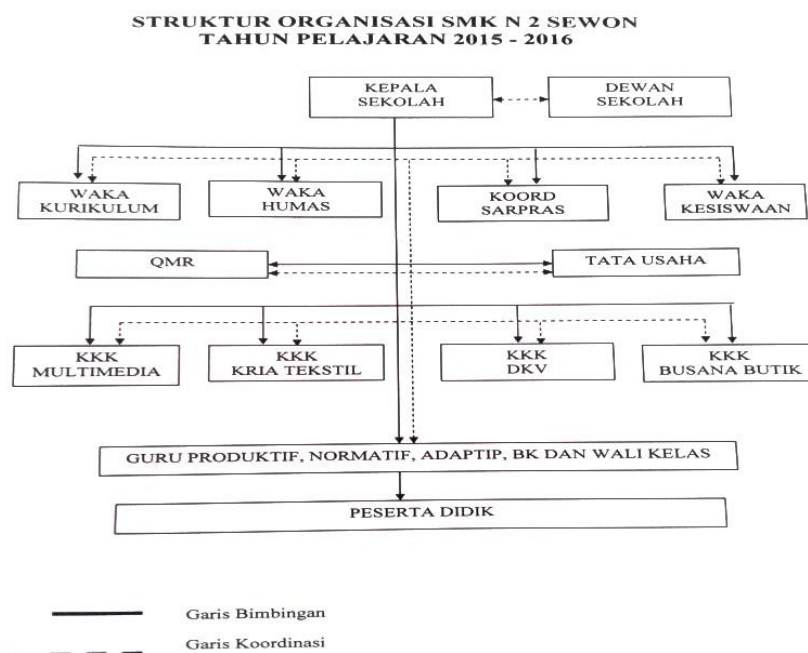 STRUKTUR ORGANISASI SMK N 2 SEWON
TAHUN PELAJARAN 2015 - 2016
KEPALA
SEKOLAH
DEWAN
SEKOLAH
WAKA
KURIKULUM
WAKA
HUMAS
KOORD
SARPRAS
WAKA
KESISWAAN
QMR
TATA USAHA
KKK
MULTIMEDIA
KKK
KRIA TEKSTIL
KKK
DKV
KKK
BUSANA BUTIK
GURU PRODUKTIF, NORMATIF, ADAPTIP, BK DAN WALI KELAS
PESERTA DIDIK
Garis Bimbingan
Garis Koordinasi